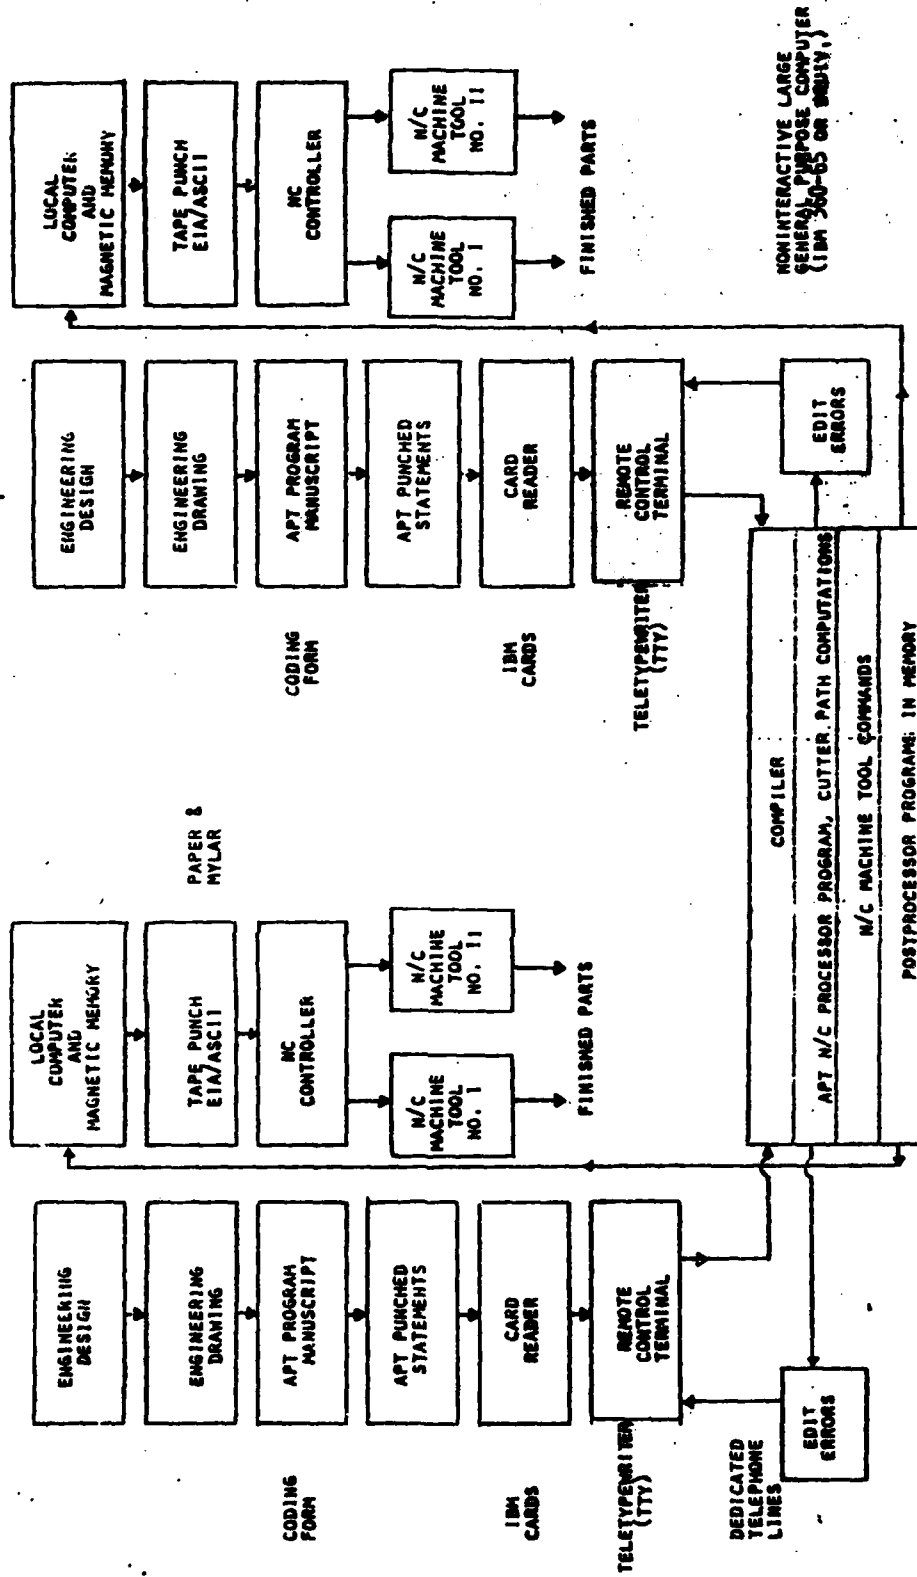 ENGINEERING
DESIGN
ENGINEERING
DRAWING
CODING
FORM
APT PROGRAM
MANUSCRIPT
APT PUNCHED
STATEMENTS
IBM
CARDS
CARD
READER
TELETYPEWRITER
(TTY)
REMOTE
CONTROL
TERMINAL
DEDICATED
TELEPHONE
LINES
EDIT
ERRORS
LOCAL
COMPUTER
AND
MAGNETIC MEMORY
TAPE PUNCH
EIA/ASCII
PAPER &
MYLAR
NC
CONTROLLER
N/C
MACHINE
TOOL
NO. I
N/C
MACHINE
TOOL
NO. II
FINISHED PARTS
ENGINEERING
DESIGN
ENGINEERING
DRAWING
CODING
FORM
APT PROGRAM
MANUSCRIPT
APT PUNCHED
STATEMENTS
IBM
CARDS
CARD
READER
TELETYPEWRITER
(TTY)
REMOTE
CONTROL
TERMINAL
EDIT
ERRORS
LOCAL
COMPUTER
AND
MAGNETIC MEMORY
TAPE PUNCH
EIA/ASCII
NC
CONTROLLER
N/C
MACHINE
TOOL
NO. I
N/C
MACHINE
TOOL
NO. II
FINISHED PARTS
COMPILER
APT N/C PROCESSOR PROGRAM, CUTTER PATH COMPUTATIONS
N/C MACHINE TOOL COMMANDS
POSTPROCESSOR PROGRAMS IN MEMORY
NONINTERACTIVE LARGE
GENERAL PURPOSE COMPUTER
(IBM 360-65 OR